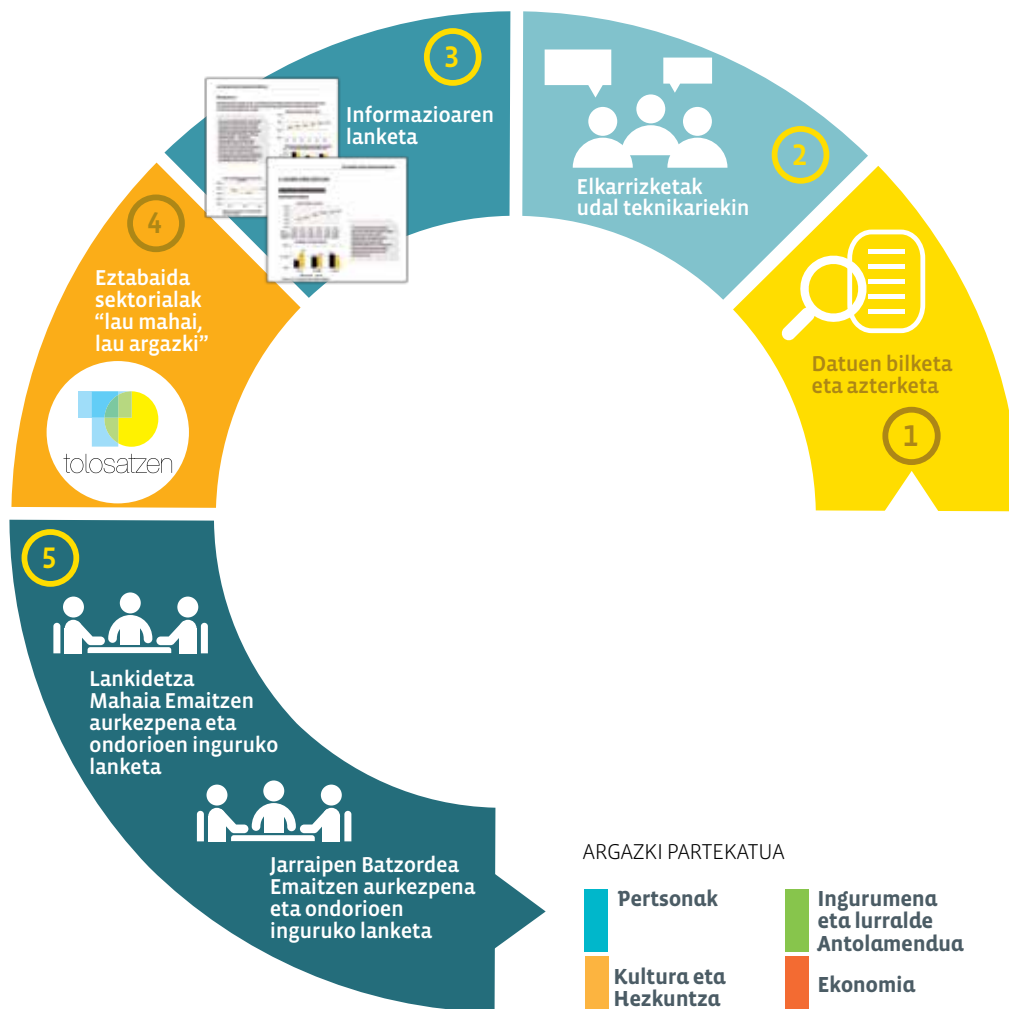 1
Datuen bilketa
eta azterketa
2
Elkarrizketak
udal teknikariekin
3
Informazioaren
lanketa
4
Eztabaida
sektorialak
“lau mahai,
lau argazki”
tolosatzen
5
Lankidetza
Mahaia Emaitzen
aurkezpena eta
ondorioen inguruko
lanketa
Jarraipen Batzordea
Emaitzen aurkezpena
eta ondorioen
inguruko lanketa
ARGAZKI PARTEKATUA
Pertsonak
Kultura eta
Hezkuntza
Ingurumena
eta lurralde
Antolamendua
Ekonomia